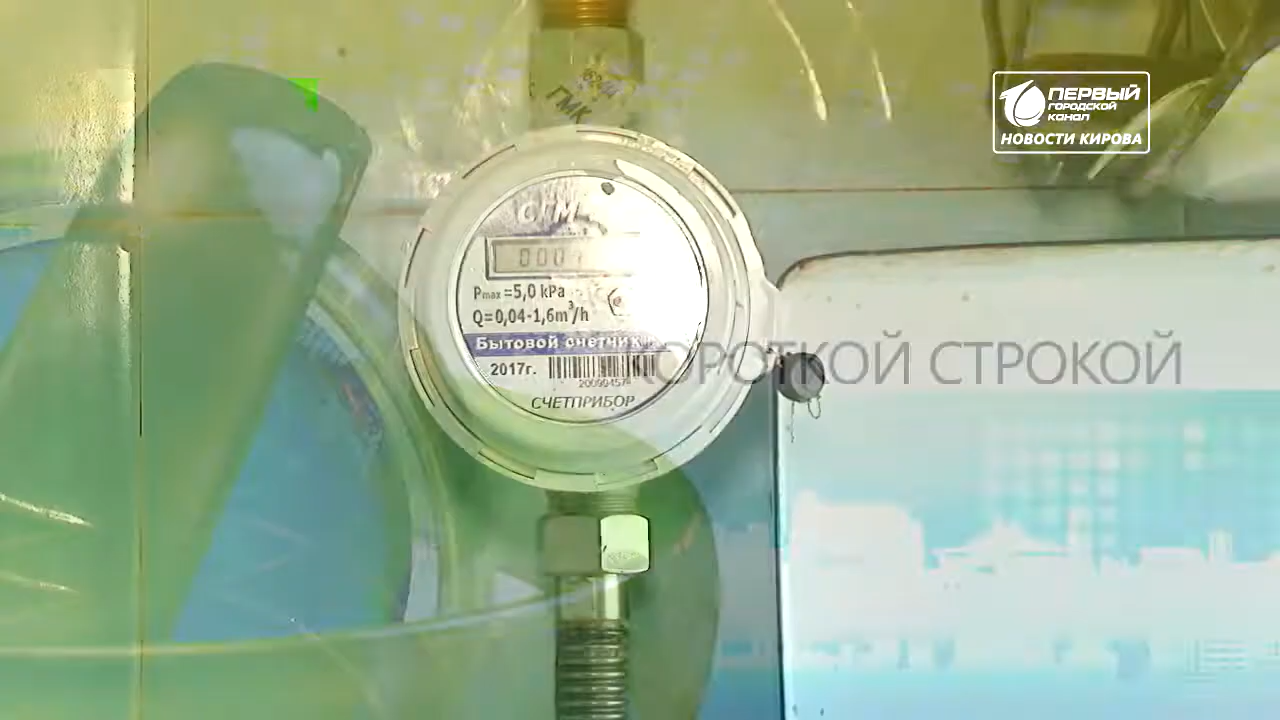 ПЕРВЫЙ
ГОРОДСКОЙ
КАНАЛ
НОВОСТИ КИРОВА
ГМК
Pmax=5,0 kPa
Q=0,04-1,6m³/h
Бытовой счетчик
КОРОТКОЙ СТРОКОЙ
2017г.
СЧЕТПРИБОР